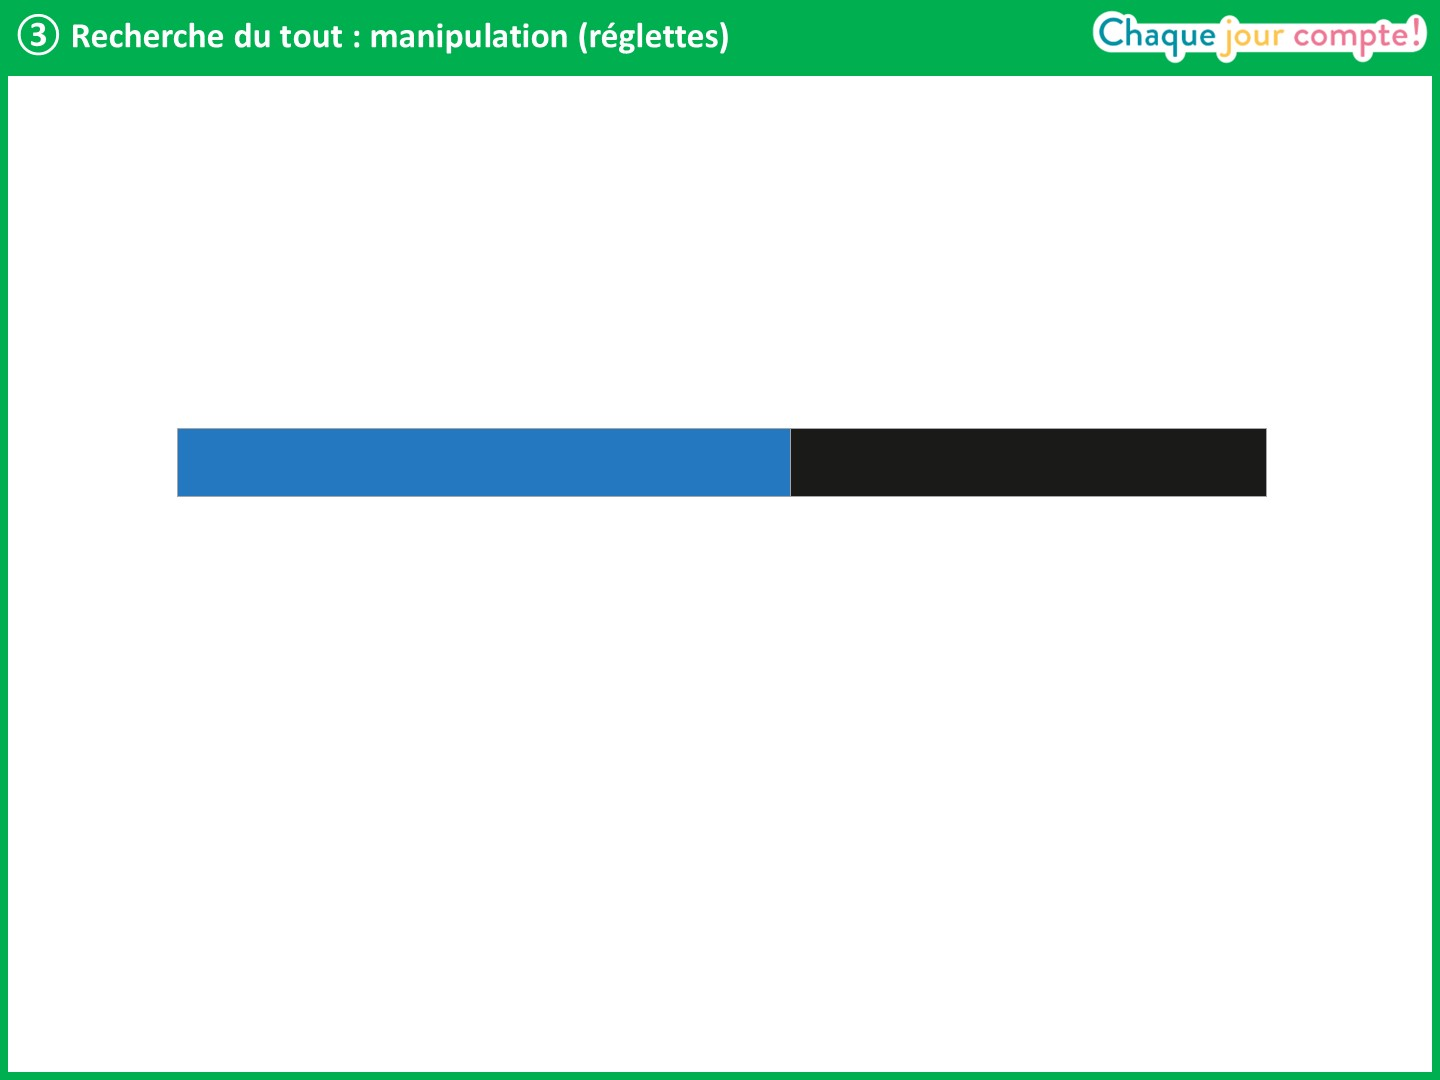 ③ Recherche du tout : manipulation (réglettes)
Chaque jour compte!